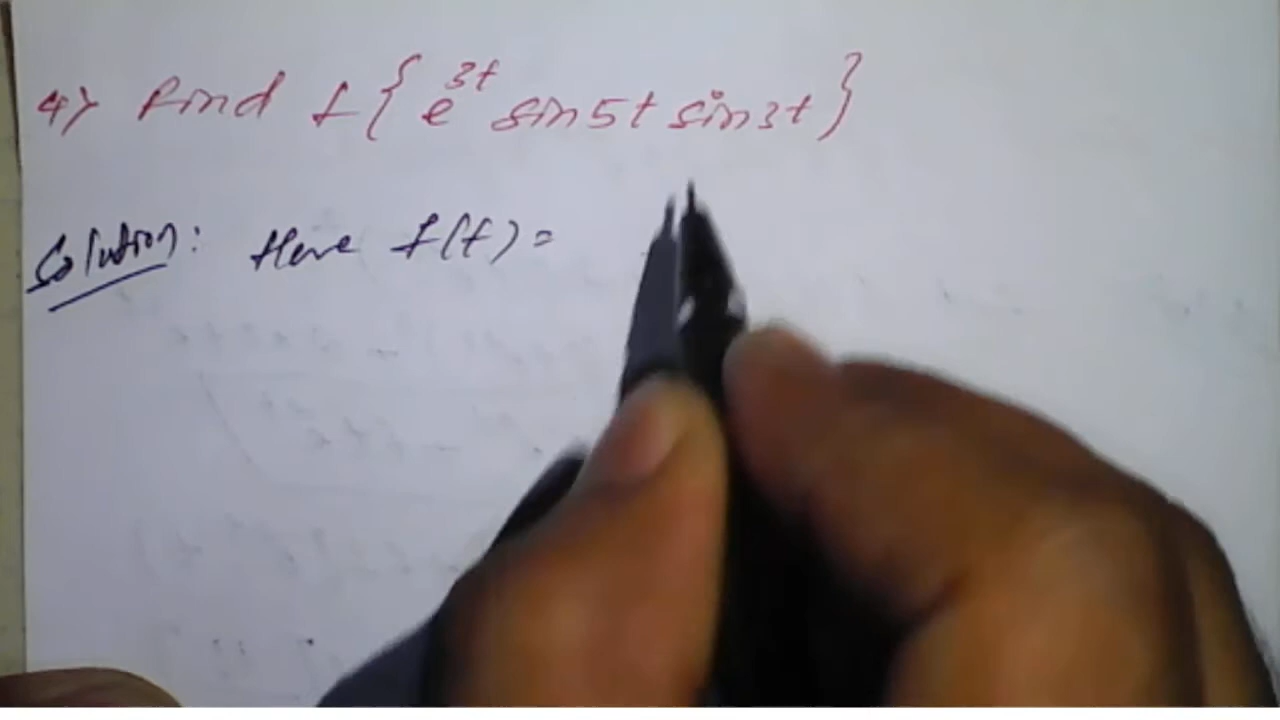 4) Find L{e^{3t} sin5t sin3t}
Solution: Here f(t) =